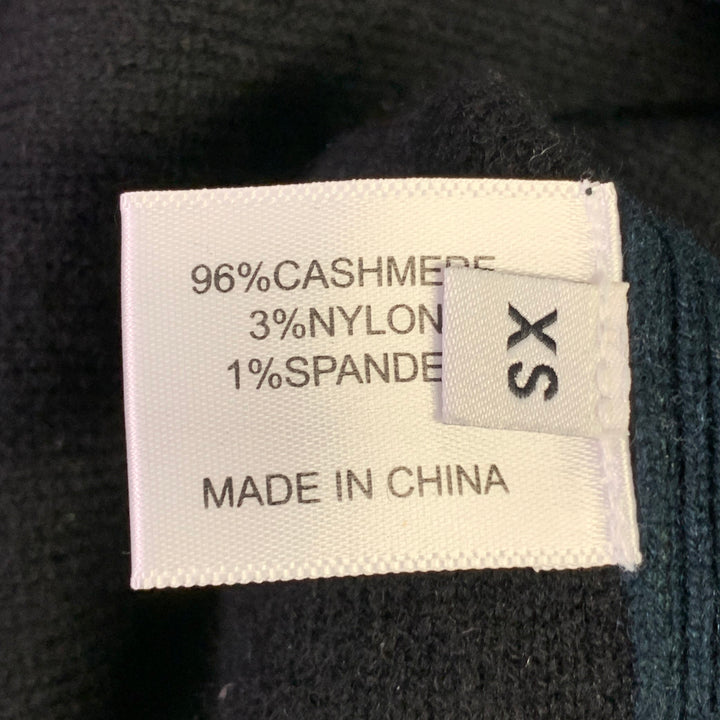 96%CASHMERE
3%NYLON
1%SPANDE
XS
MADE IN CHINA